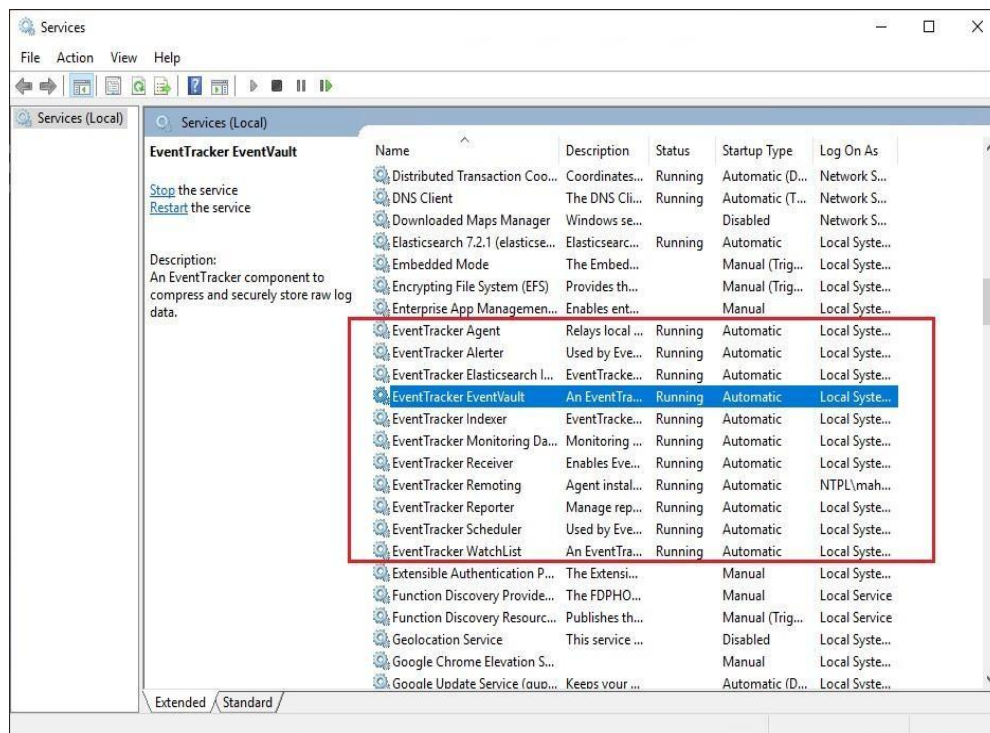 Services
File Action View Help
Services (Local)
Services (Local)
EventTracker EventVault
Stop the service
Restart the service
Description:
An EventTracker component to
compress and securely store raw log
data.
Name Description Status Startup Type Log On As
Distributed Transaction Coo... Coordinates... Running Automatic (D... Network S...
DNS Client The DNS Cli... Running Automatic (T... Network S...
Downloaded Maps Manager Windows se... Disabled Network S...
Elasticsearch 7.2.1 (elasticse... Elasticsearc... Running Automatic Local Syste...
Embedded Mode The Embed... Manual (Trig... Local Syste...
Encrypting File System (EFS) Provides th... Manual (Trig... Local Syste...
Enterprise App Managemen... Enables ent... Manual Local Syste...
EventTracker Agent Relays local ... Running Automatic Local Syste...
EventTracker Alerter Used by Eve... Running Automatic Local Syste...
EventTracker Elasticsearch I... EventTracke... Running Automatic Local Syste...
EventTracker EventVault An EventTra... Running Automatic Local Syste...
EventTracker Indexer EventTracke... Running Automatic Local Syste...
EventTracker Monitoring Da... Monitoring ... Running Automatic Local Syste...
EventTracker Receiver Enables Eve... Running Automatic Local Syste...
EventTracker Remoting Agent instal... Running Automatic NTPL\mah...
EventTracker Reporter Manage rep... Running Automatic Local Syste...
EventTracker Scheduler Used by Eve... Running Automatic Local Syste...
EventTracker WatchList An EventTra... Running Automatic Local Syste...
Extensible Authentication P... The Extensi... Manual Local Syste...
Function Discovery Provide... The FDPHO... Manual Local Service
Function Discovery Resourc... Publishes th... Manual (Trig... Local Service
Geolocation Service This service ... Disabled Local Syste...
Google Chrome Elevation S... Manual Local Syste...
Google Update Service (gup... Keeps your ... Automatic (D... Local Syste...
Extended Standard